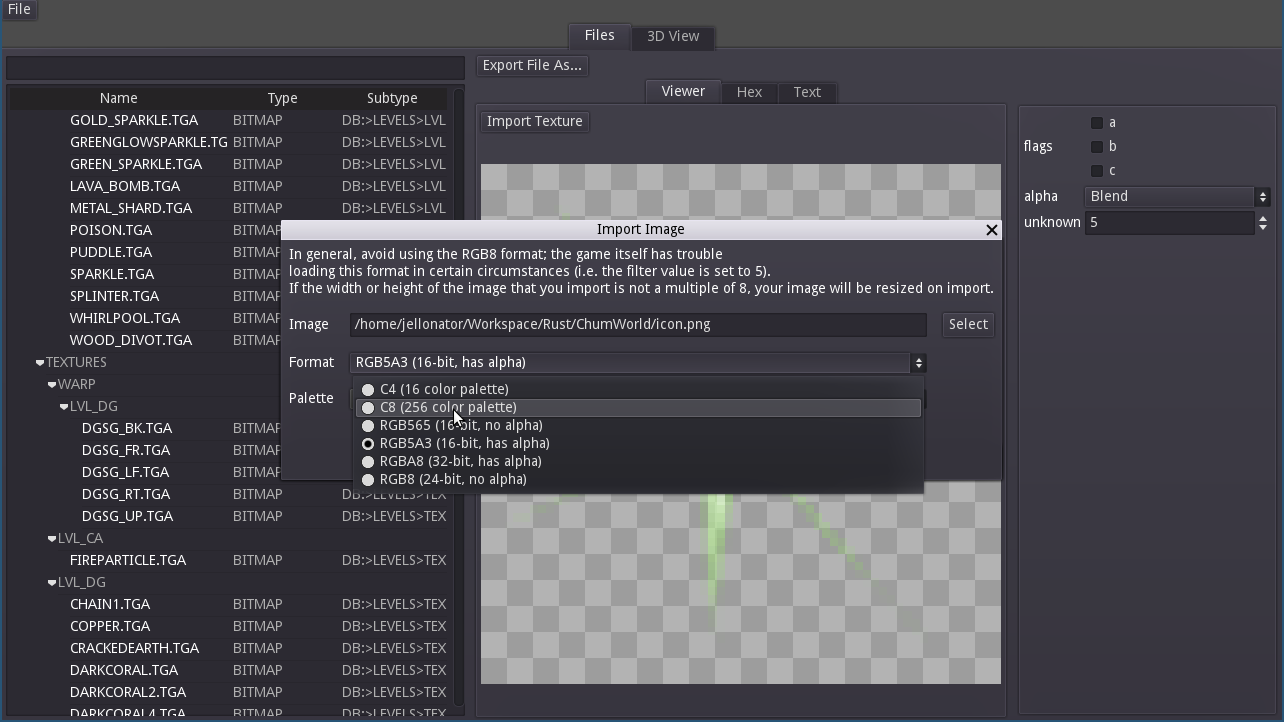 File
Files 3D View
Export File As...
Viewer Hex Text
Import Texture
Name Type Subtype
GOLD_SPARKLE.TGA BITMAP DB:>LEVELS>LVL
GREENGLOWSPARKLE.TG BITMAP DB:>LEVELS>LVL
GREEN_SPARKLE.TGA BITMAP DB:>LEVELS>LVL
LAVA_BOMB.TGA BITMAP DB:>LEVELS>LVL
METAL_SHARD.TGA BITMAP DB:>LEVELS>LVL
POISON.TGA BITMAP
PUDDLE.TGA BITMAP
SPARKLE.TGA BITMAP
SPLINTER.TGA BITMAP
WHIRLPOOL.TGA BITMAP
WOOD_DIVOT.TGA BITMAP
TEXTURES
WARP
LVL_DG
DGSG_BK.TGA BITMAP
DGSG_FR.TGA BITMAP
DGSG_LF.TGA BITMAP
DGSG_RT.TGA BITMAP DB:>LEVELS>TEX
DGSG_UP.TGA BITMAP DB:>LEVELS>TEX
LVL_CA
FIREPARTICLE.TGA BITMAP DB:>LEVELS>TEX
LVL_DG
CHAIN1.TGA BITMAP DB:>LEVELS>TEX
COPPER.TGA BITMAP DB:>LEVELS>TEX
CRACKEDEARTH.TGA BITMAP DB:>LEVELS>TEX
DARKCORAL.TGA BITMAP DB:>LEVELS>TEX
DARKCORAL2.TGA BITMAP DB:>LEVELS>TEX
DARKCORAL4.TGA BITMAP DB:>LEVELS>TEX
Import Image
In general, avoid using the RGB8 format; the game itself has trouble
loading this format in certain circumstances (i.e. the filter value is set to 5).
If the width or height of the image that you import is not a multiple of 8, your image will be resized on import.
Image /home/jellonator/Workspace/Rust/ChumWorld/icon.png Select
Format RGB5A3 (16-bit, has alpha)
Palette
C4 (16 color palette)
C8 (256 color palette)
RGB565 (16-bit, no alpha)
RGB5A3 (16-bit, has alpha)
RGBA8 (32-bit, has alpha)
RGB8 (24-bit, no alpha)
a
flags b
c
alpha Blend
unknown 5